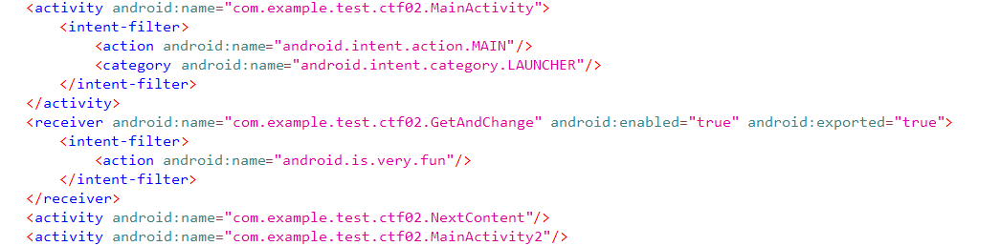 <activity android:name="com.example.test.ctf02.MainActivity">
    <intent-filter>
        <action android:name="android.intent.action.MAIN"/>
        <category android:name="android.intent.category.LAUNCHER"/>
    </intent-filter>
</activity>
<receiver android:name="com.example.test.ctf02.GetAndChange" android:enabled="true" android:exported="true">
    <intent-filter>
        <action android:name="android.is.very.fun"/>
    </intent-filter>
</receiver>
<activity android:name="com.example.test.ctf02.NextContent"/>
<activity android:name="com.example.test.ctf02.MainActivity2"/>